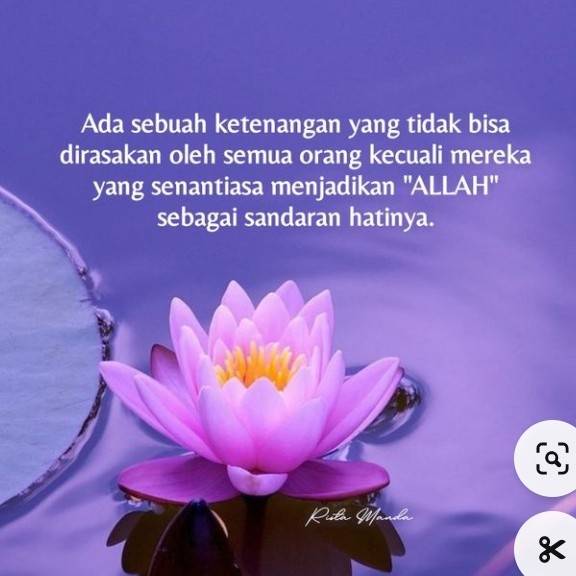 Ada sebuah ketenangan yang tidak bisa
dirasakan oleh semua orang kecuali mereka
yang senantiasa menjadikan "ALLAH"
sebagai sandaran hatinya.
Rista Manda